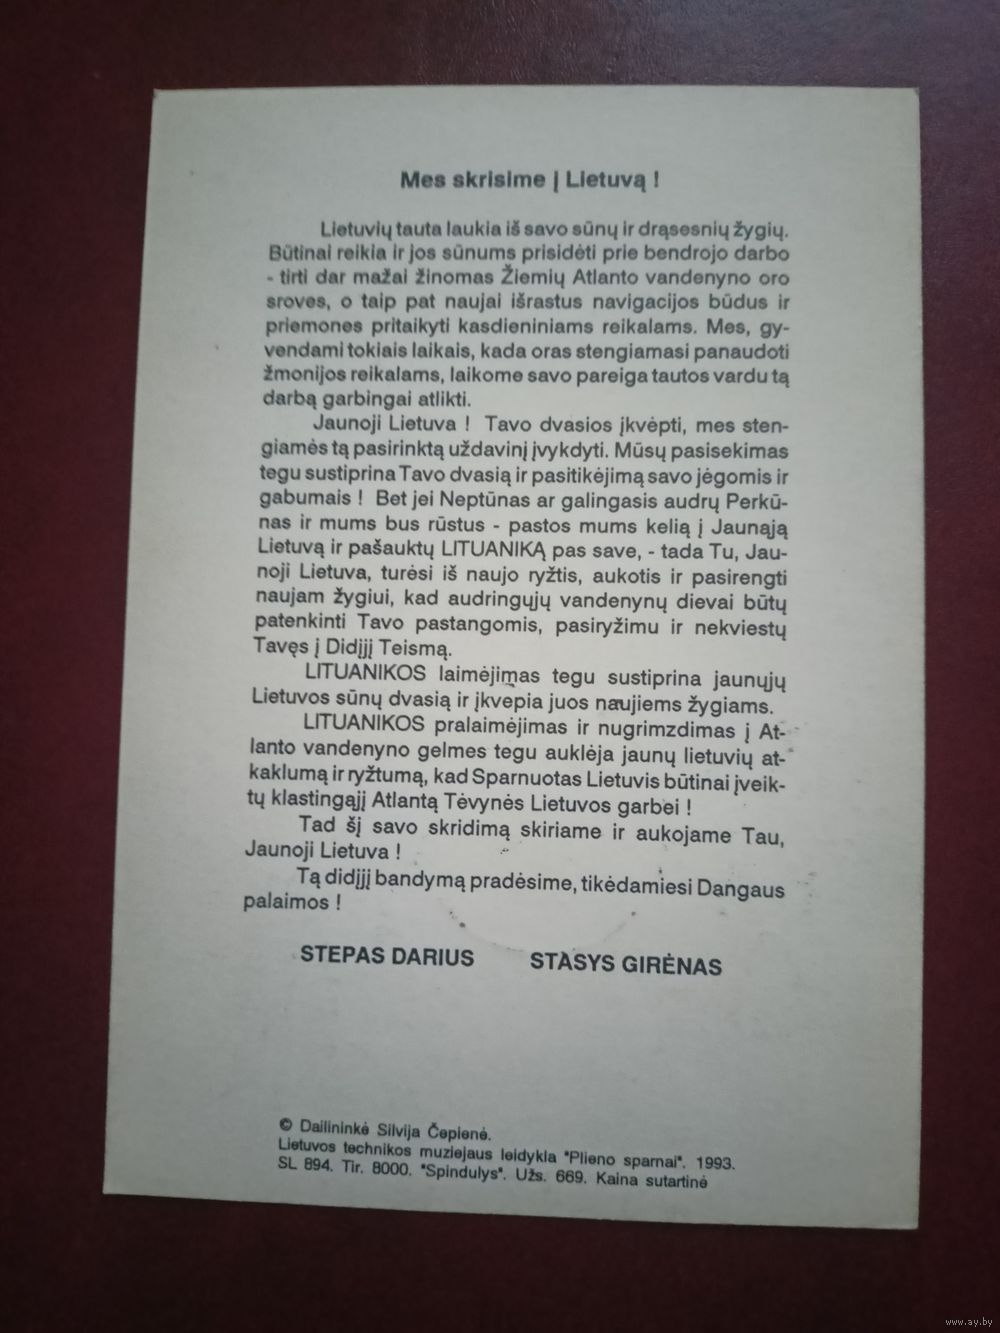 Mes skrisime į Lietuvą !
Lietuvių tauta laukia iš savo sūnų ir drąsesnių žygių.
Būtinai reikia ir jos sūnums prisidėti prie bendrojo darbo
- tirti dar mažai žinomas Žiemių Atlanto vandenyno oro
sroves, o taip pat naujai išrastus navigacijos būdus ir
priemones pritaikyti kasdieniniams reikalams. Mes, gy-
vendami tokiais laikais, kada oras stengiamasi panaudoti
žmonijos reikalams, laikome savo pareiga tautos vardu tą
darbą garbingai atlikti.
Jaunoji Lietuva ! Tavo dvasios įkvėpti, mes sten-
giamės tą pasirinktą uždavinį įvykdyti. Mūsų pasisekimas
tegu sustiprina Tavo dvasią ir pasitikėjimą savo jėgomis ir
gabumais ! Bet jei Neptūnas ar galingasis audrų Perkū-
nas ir mums bus rūstus - pastos mums kelią į Jaunąją
Lietuvą ir pašauktų LITUANIKĄ pas save, - tada Tu, Jau-
noji Lietuva, turėsi iš naujo ryžtis, aukotis ir pasirengti
naujam žygiui, kad audringųjų vandenynų dievai būtų
patenkinti Tavo pastangomis, pasiryžimu ir nekviestų
Tavęs į Didįjį Teismą.
LITUANIKOS laimėjimas tegu sustiprina jaunųjų
Lietuvos sūnų dvasią ir įkvepia juos naujiems žygiams.
LITUANIKOS pralaimėjimas ir nugrimzdimas į At-
lanto vandenyno gelmes tegu auklėja jaunų lietuvių at-
kaklumą ir ryžtumą, kad Sparnuotas Lietuvis būtinai įveik-
tų klastingąjį Atlantą Tėvynės Lietuvos garbei !
Tad šį savo skridimą skiriame ir aukojame Tau,
Jaunoji Lietuva !
Tą didįjį bandymą pradėsime, tikėdamiesi Dangaus
palaimos !
STEPAS DARIUS STASYS GIRĖNAS
© Dailininkė Silvija Čepienė.
Lietuvos technikos muziejaus leidykla "Plieno sparnai". 1993.
SL 894. Tir. 8000. "Spindulys". Užs. 669. Kaina sutartinė
www.ay.by